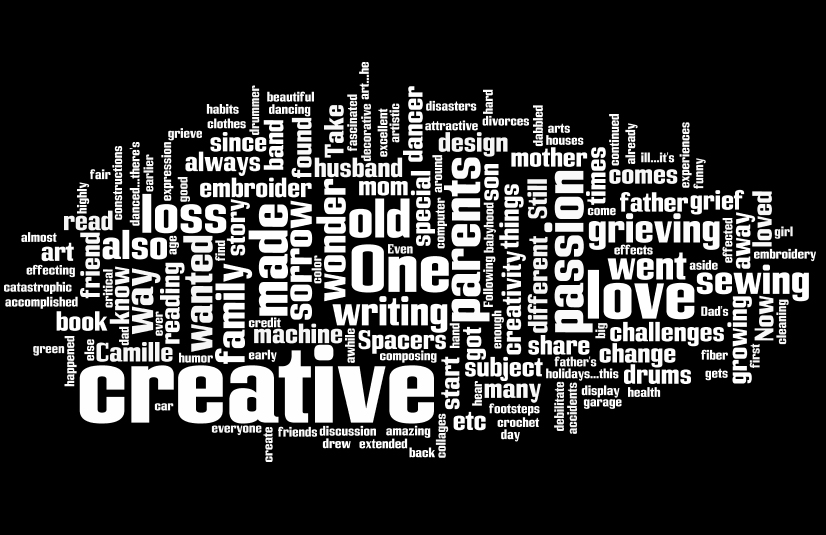 art...he
hard
beautiful
drummer
habits
dancing
fascinated
decorative
excellent
artistic
dancer
disasters
clothes
Take
attractive
divorces
dabbled
arts
continued
already
grieve
since
band
found
design
houses
ill...it's
experiences
funny
constructions
damed...there's
earlier
expression
always
husband
mother
times
comes
fair
good
embroider
mom
special
around
computer
parents
son
Still
passion
father
grief
highly
read
loss
story
made
sorrow
wonder
old
babyhood
things
come
grieving
away
loved
girl
almost
art
also
age
find
color
Even
One
Following
creativity
different
effects
effected
embroidery
effecting
friend
critical
know
way
wanted
family
went
aside
sewing
catastrophic
accomplished
reading
writing
love
Dad's
Now
cleaning
book
dad
ever
credit
machine
awhile
Spacers
hand
enough
big
challenges
growing
first
green
happened
else
Camille
humor
early
composing
got
share
change
fiber
creative
start
subject
father's
holidays...this
drums
gets
car
hear
many
debilitate
accidents
display
health
footsteps
garage
everyone
create
friends
discussion
amazing
collages
etc
crochet
drew
extended
back
day